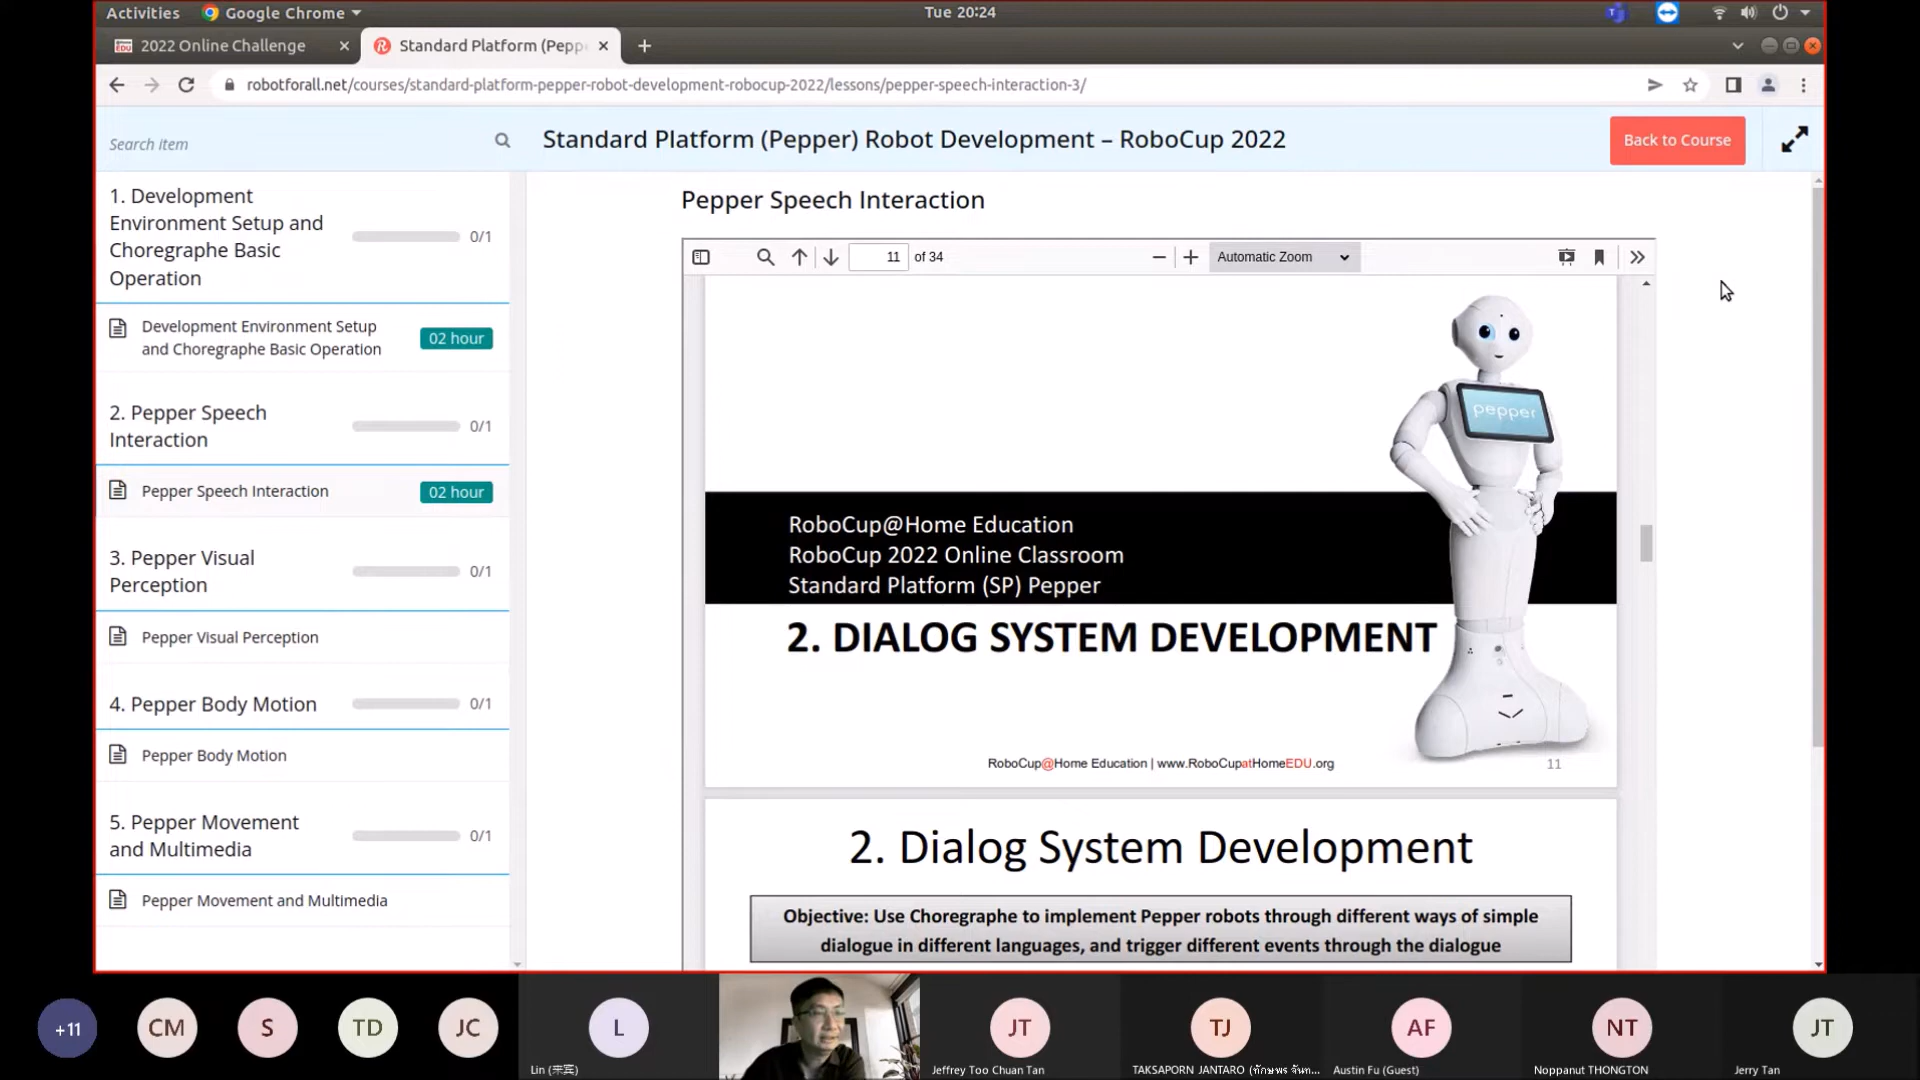 Activities
Google Chrome
Tue 20:24
2022 Online Challenge
Standard Platform (Pepp
robotforall.net/courses/standard-platform-pepper-robot-development-robocup-2022/lessons/pepper-speech-interaction-3/
Search item
Standard Platform (Pepper) Robot Development – RoboCup 2022
Back to Course
1. Development
Environment Setup and
Choregraphe Basic
Operation
0/1
Development Environment Setup
and Choregraphe Basic Operation
02 hour
2. Pepper Speech
Interaction
0/1
Pepper Speech Interaction
02 hour
3. Pepper Visual
Perception
0/1
Pepper Visual Perception
4. Pepper Body Motion
0/1
Pepper Body Motion
5. Pepper Movement
and Multimedia
0/1
Pepper Movement and Multimedia
Pepper Speech Interaction
11 of 34
Automatic Zoom
pepper
RoboCup@Home Education
RoboCup 2022 Online Classroom
Standard Platform (SP) Pepper
2. DIALOG SYSTEM DEVELOPMENT
RoboCup@Home Education | www.RoboCupatHomeEDU.org
11
2. Dialog System Development
Objective: Use Choregraphe to implement Pepper robots through different ways of simple
dialogue in different languages, and trigger different events through the dialogue
+11
CM
S
TD
JC
L
Lin
JT
Jeffrey Too Chuan Tan
TJ
TAKSAPORN JANTARO (ทักษพร จันท...
AF
Austin Fu (Guest)
NT
Noppanut THONGTON
JT
Jerry Tan